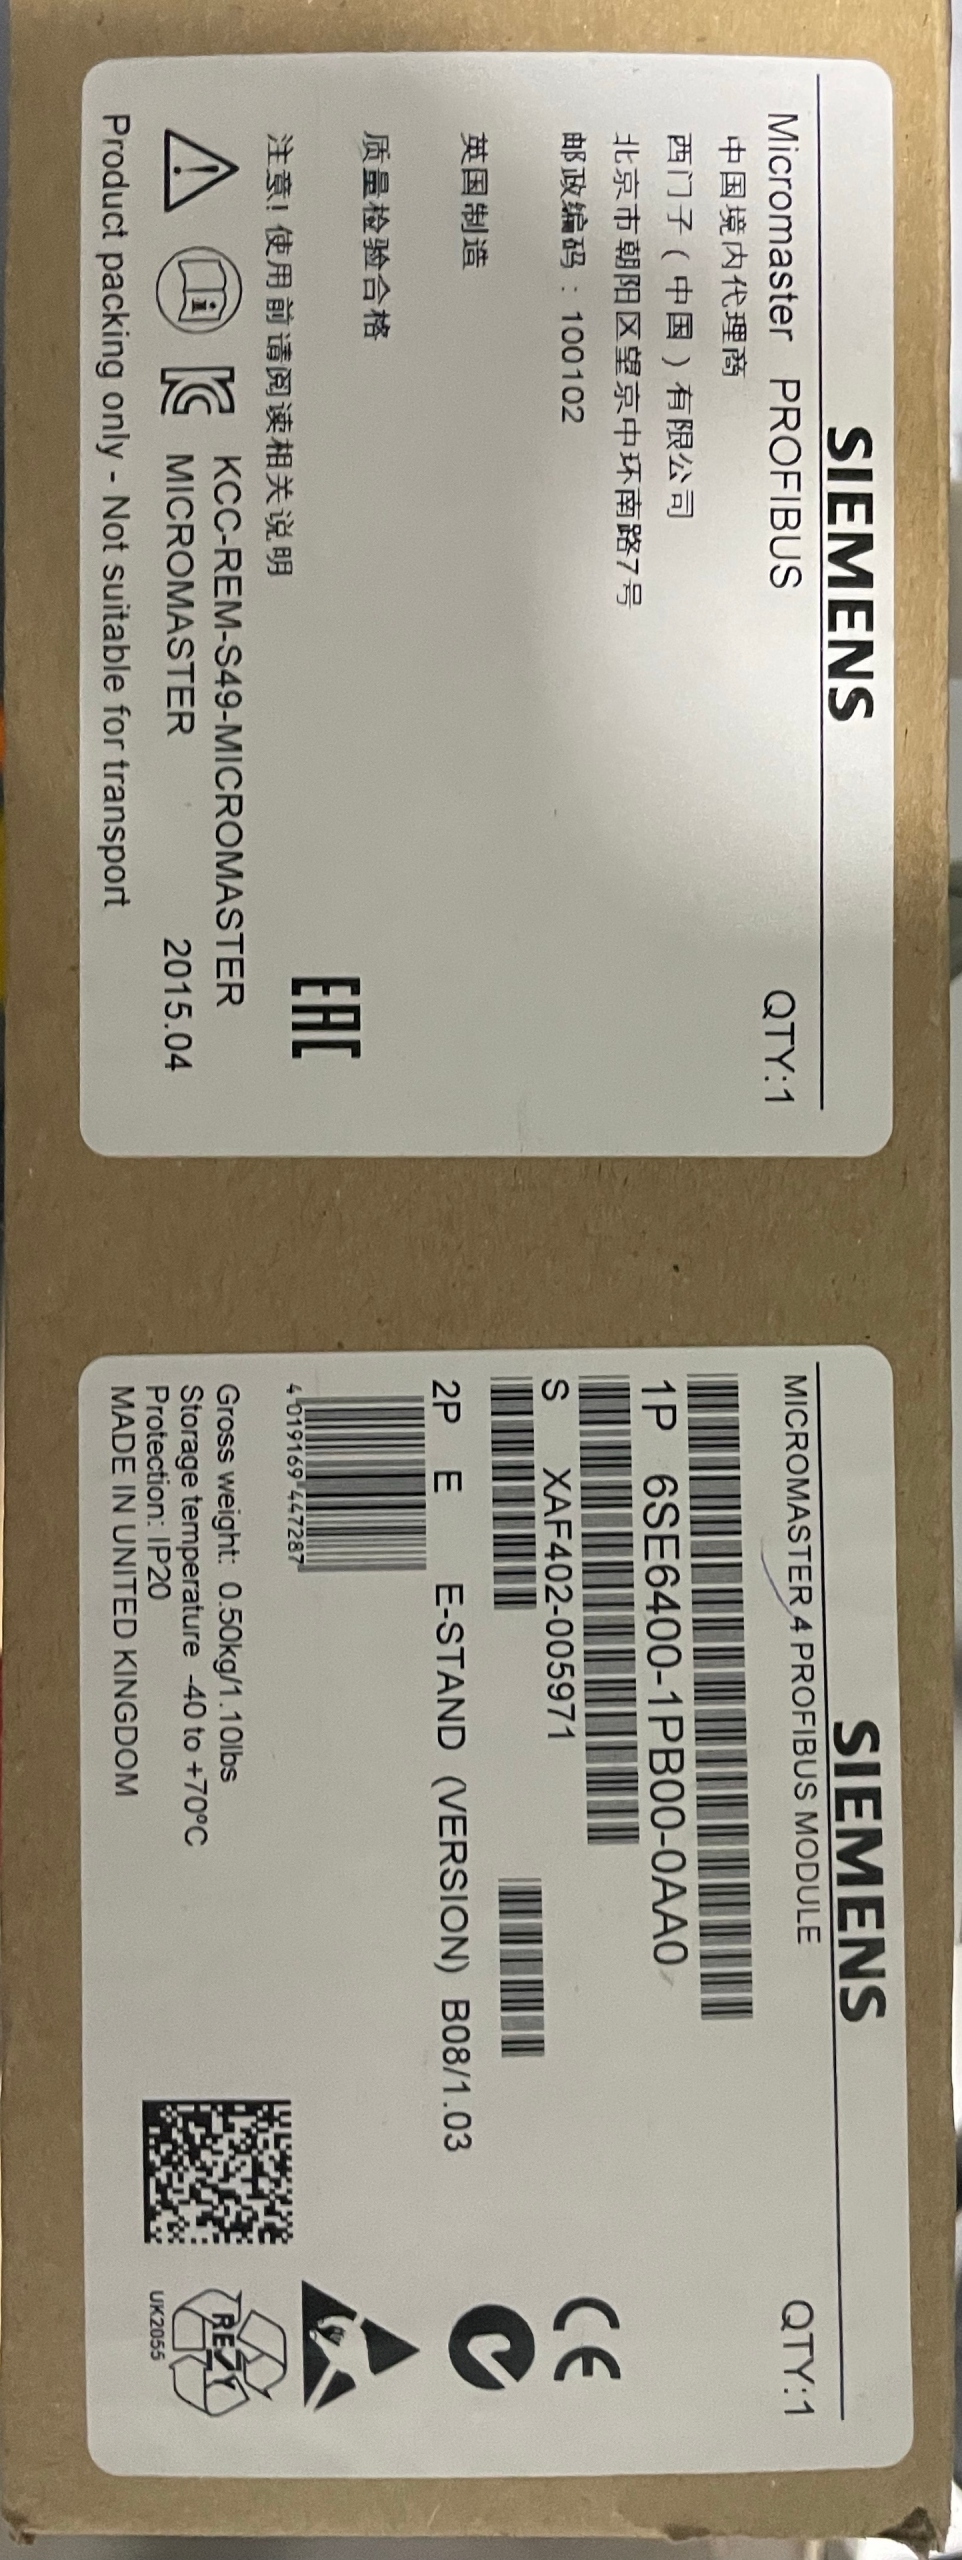 SIEMENS
Micromaster PROFIBUS QTY:1
中国境内代理商
西门子（中国）有限公司
北京市朝阳区望京中环南路7号
邮政编码：100102
英国制造
质量检验合格
EAC
注意!使用前请阅读相关说明
KCC-REM-S49-MICROMASTER
MICROMASTER 2015.04
Product packing only - Not suitable for transport
SIEMENS
MICROMASTER 4 PROFIBUS MODULE QTY:1
1P 6SE6400-1PB00-0AA0
S XAF402-005971
CE
2P E E-STAND (VERSION) B08/1.03
4 019169 447287
Gross weight: 0.50kg/1.10lbs
Storage temperature -40 to +70°C
Protection: IP20
MADE IN UNITED KINGDOM
RESY
UK2055